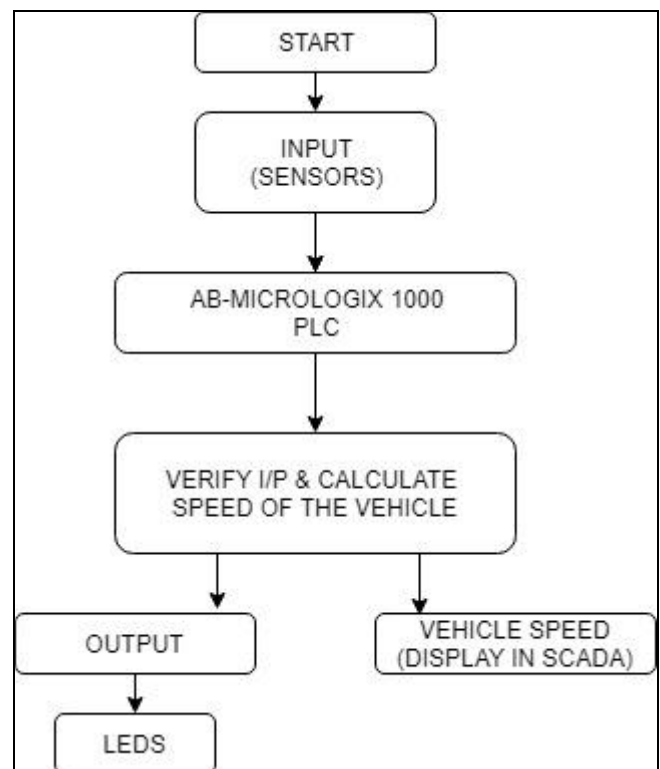 START
INPUT
(SENSORS)
AB-MICROLOGIX 1000
PLC
VERIFY I/P & CALCULATE
SPEED OF THE VEHICLE
OUTPUT
VEHICLE SPEED
(DISPLAY IN SCADA)
LEDS